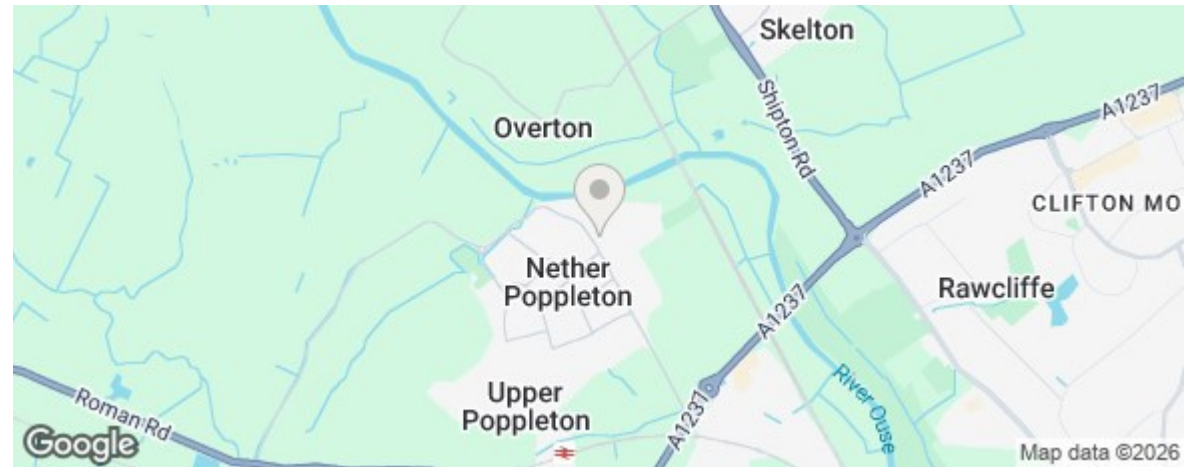 Skelton
Shipton Rd
A1237
Overton
A1237
CLIFTON MO
Nether
Poppleton
Rawcliffe
A1237
River Ouse
Upper
Poppleton
Roman Rd
A1237
Google
Map data ©2026